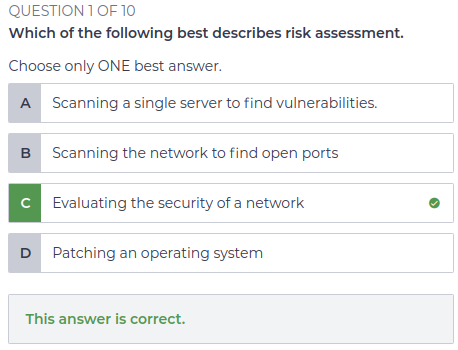 QUESTION 1 OF 10
Which of the following best describes risk assessment.
Choose only ONE best answer.
A Scanning a single server to find vulnerabilities.
B Scanning the network to find open ports
C Evaluating the security of a network
D Patching an operating system
This answer is correct.